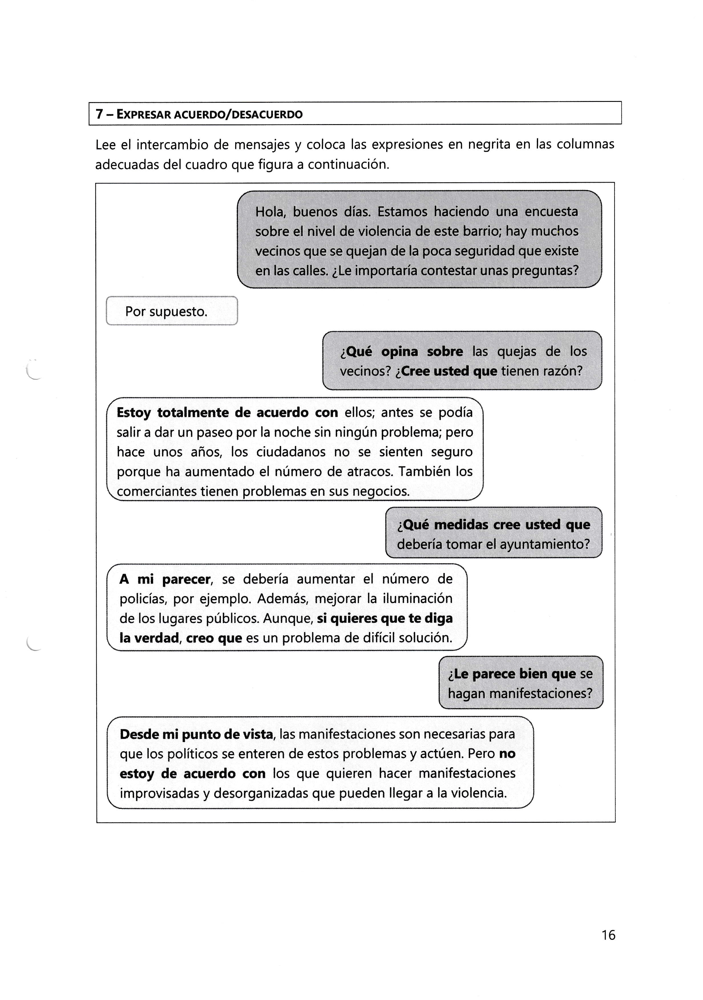 7 – EXPRESAR ACUERDO/DESACUERDO
Lee el intercambio de mensajes y coloca las expresiones en negrita en las columnas
adecuadas del cuadro que figura a continuación.
Hola, buenos días. Estamos haciendo una encuesta
sobre el nivel de violencia de este barrio; hay muchos
vecinos que se quejan de la poca seguridad que existe
en las calles. ¿Le importaría contestar unas preguntas?
Por supuesto.
¿Qué opina sobre las quejas de los
vecinos? ¿Cree usted que tienen razón?
Estoy totalmente de acuerdo con ellos; antes se podía
salir a dar un paseo por la noche sin ningún problema; pero
hace unos años, los ciudadanos no se sienten seguro
porque ha aumentado el número de atracos. También los
comerciantes tienen problemas en sus negocios.
¿Qué medidas cree usted que
debería tomar el ayuntamiento?
A mi parecer, se debería aumentar el número de
policías, por ejemplo. Además, mejorar la iluminación
de los lugares públicos. Aunque, si quieres que te diga
la verdad, creo que es un problema de difícil solución.
¿Le parece bien que se
hagan manifestaciones?
Desde mi punto de vista, las manifestaciones son necesarias para
que los políticos se enteren de estos problemas y actúen. Pero no
estoy de acuerdo con los que quieren hacer manifestaciones
improvisadas y desorganizadas que pueden llegar a la violencia.
16